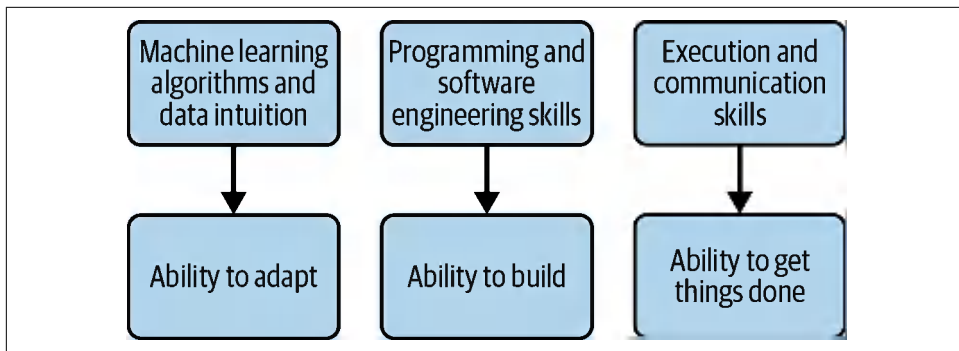 Machine learning
algorithms and
data intuition
Programming and
software
engineering skills
Execution and
communication
skills
Ability to adapt
Ability to build
Ability to get
things done